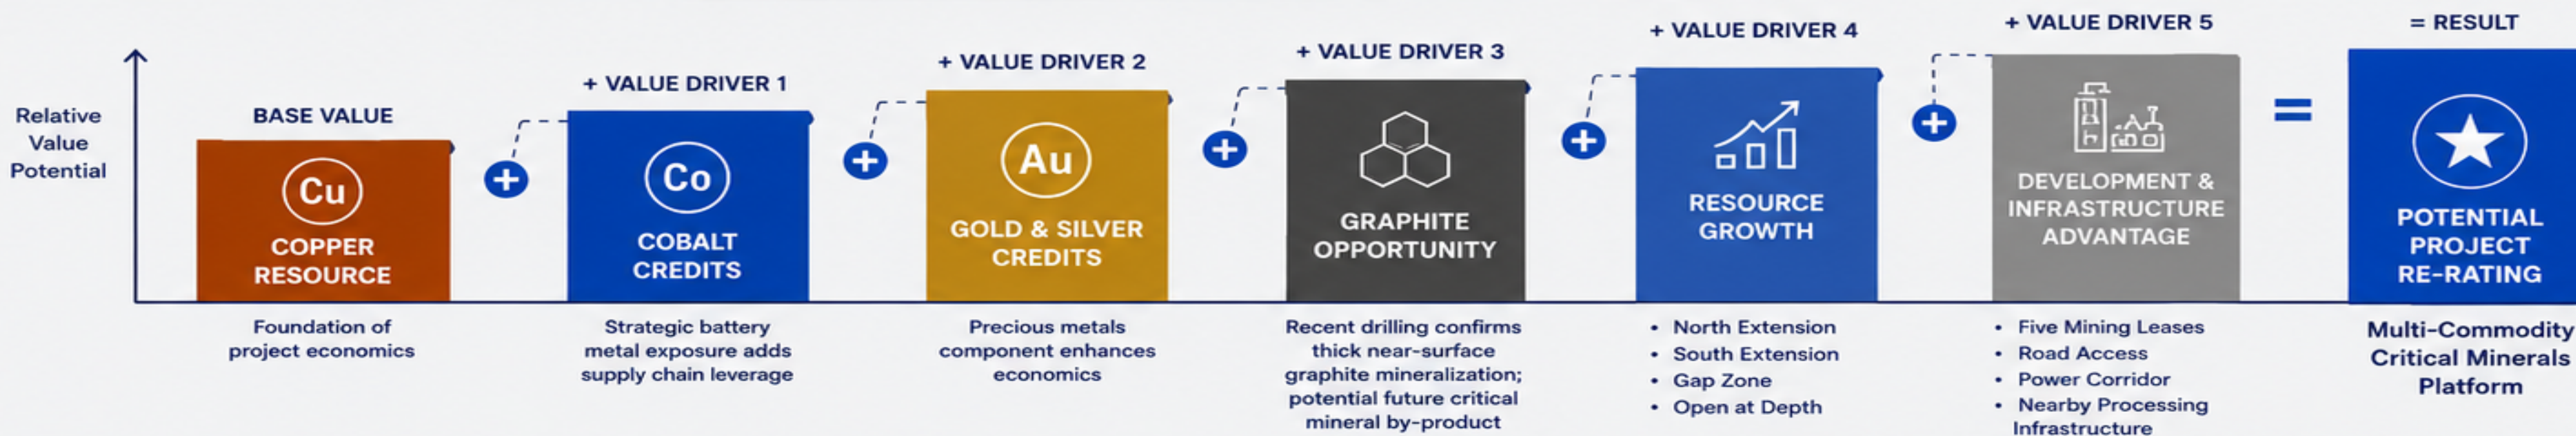 Relative
Value
Potential
BASE VALUE
Cu
COPPER
RESOURCE
Foundation of
project economics
+
+ VALUE DRIVER 1
Co
COBALT
CREDITS
Strategic battery
metal exposure adds
supply chain leverage
+
+ VALUE DRIVER 2
Au
GOLD & SILVER
CREDITS
Precious metals
component enhances
economics
+
+ VALUE DRIVER 3
GRAPHITE
OPPORTUNITY
Recent drilling confirms
thick near-surface
graphite mineralization;
potential future critical
mineral by-product
+
+ VALUE DRIVER 4
RESOURCE
GROWTH
• North Extension
• South Extension
• Gap Zone
• Open at Depth
+
+ VALUE DRIVER 5
DEVELOPMENT &
INFRASTRUCTURE
ADVANTAGE
• Five Mining Leases
• Road Access
• Power Corridor
• Nearby Processing
Infrastructure
=
= RESULT
POTENTIAL
PROJECT
RE-RATING
Multi-Commodity
Critical Minerals
Platform